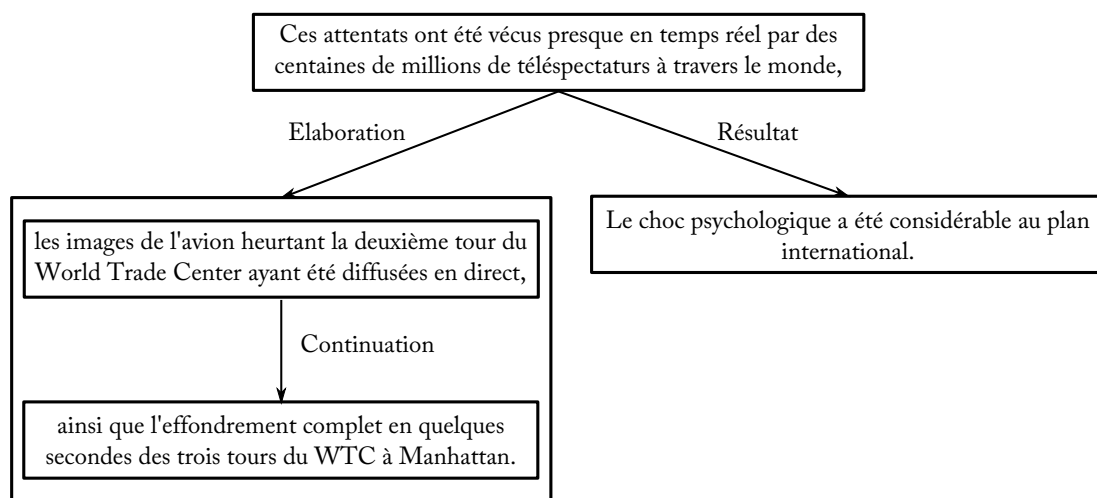 Ces attentats ont été vécus presque en temps réel par des
centaines de millions de téléspectaturs à travers le monde,
Elaboration
Résultat
les images de l'avion heurtant la deuxième tour du
World Trade Center ayant été diffusées en direct,
Continuation
ainsi que l'effondrement complet en quelques
secondes des trois tours du WTC à Manhattan.
Le choc psychologique a été considérable au plan
international.